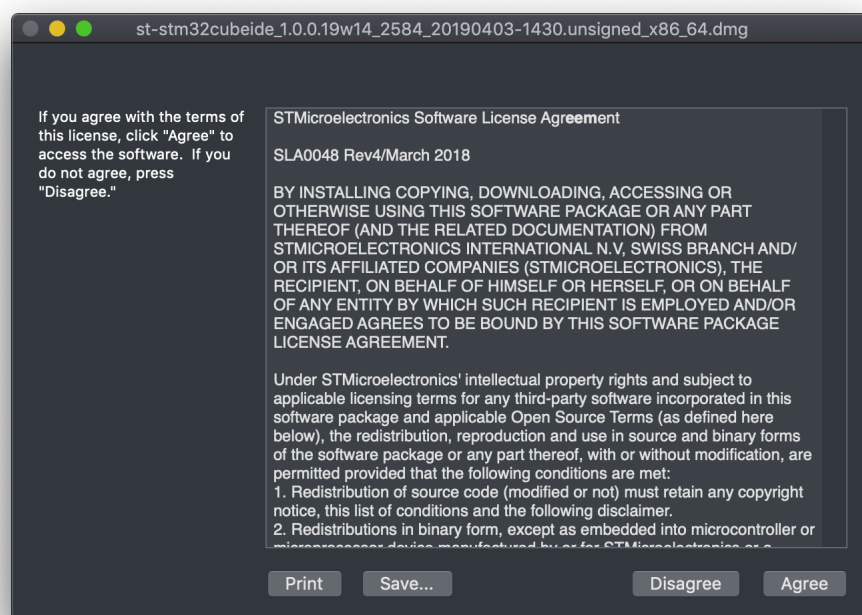 st-stm32cubeide_1.0.0.19w14_2584_20190403-1430.unsigned_x86_64.dmg
If you agree with the terms of
this license, click "Agree" to
access the software. If you
do not agree, press
"Disagree."
STMicroelectronics Software License Agreement
SLA0048 Rev4/March 2018
BY INSTALLING COPYING, DOWNLOADING, ACCESSING OR
OTHERWISE USING THIS SOFTWARE PACKAGE OR ANY PART
THEREOF (AND THE RELATED DOCUMENTATION) FROM
STMICROELECTRONICS INTERNATIONAL N.V, SWISS BRANCH AND/
OR ITS AFFILIATED COMPANIES (STMICROELECTRONICS), THE
RECIPIENT, ON BEHALF OF HIMSELF OR HERSELF, OR ON BEHALF
OF ANY ENTITY BY WHICH SUCH RECIPIENT IS EMPLOYED AND/OR
ENGAGED AGREES TO BE BOUND BY THIS SOFTWARE PACKAGE
LICENSE AGREEMENT.
Under STMicroelectronics' intellectual property rights and subject to
applicable licensing terms for any third-party software incorporated in this
software package and applicable Open Source Terms (as defined here
below), the redistribution, reproduction and use in source and binary forms
of the software package or any part thereof, with or without modification, are
permitted provided that the following conditions are met:
1. Redistribution of source code (modified or not) must retain any copyright
notice, this list of conditions and the following disclaimer.
2. Redistributions in binary form, except as embedded into microcontroller or
microprocessor device manufactured by or for STMicroelectronics or a
Print Save... Disagree Agree